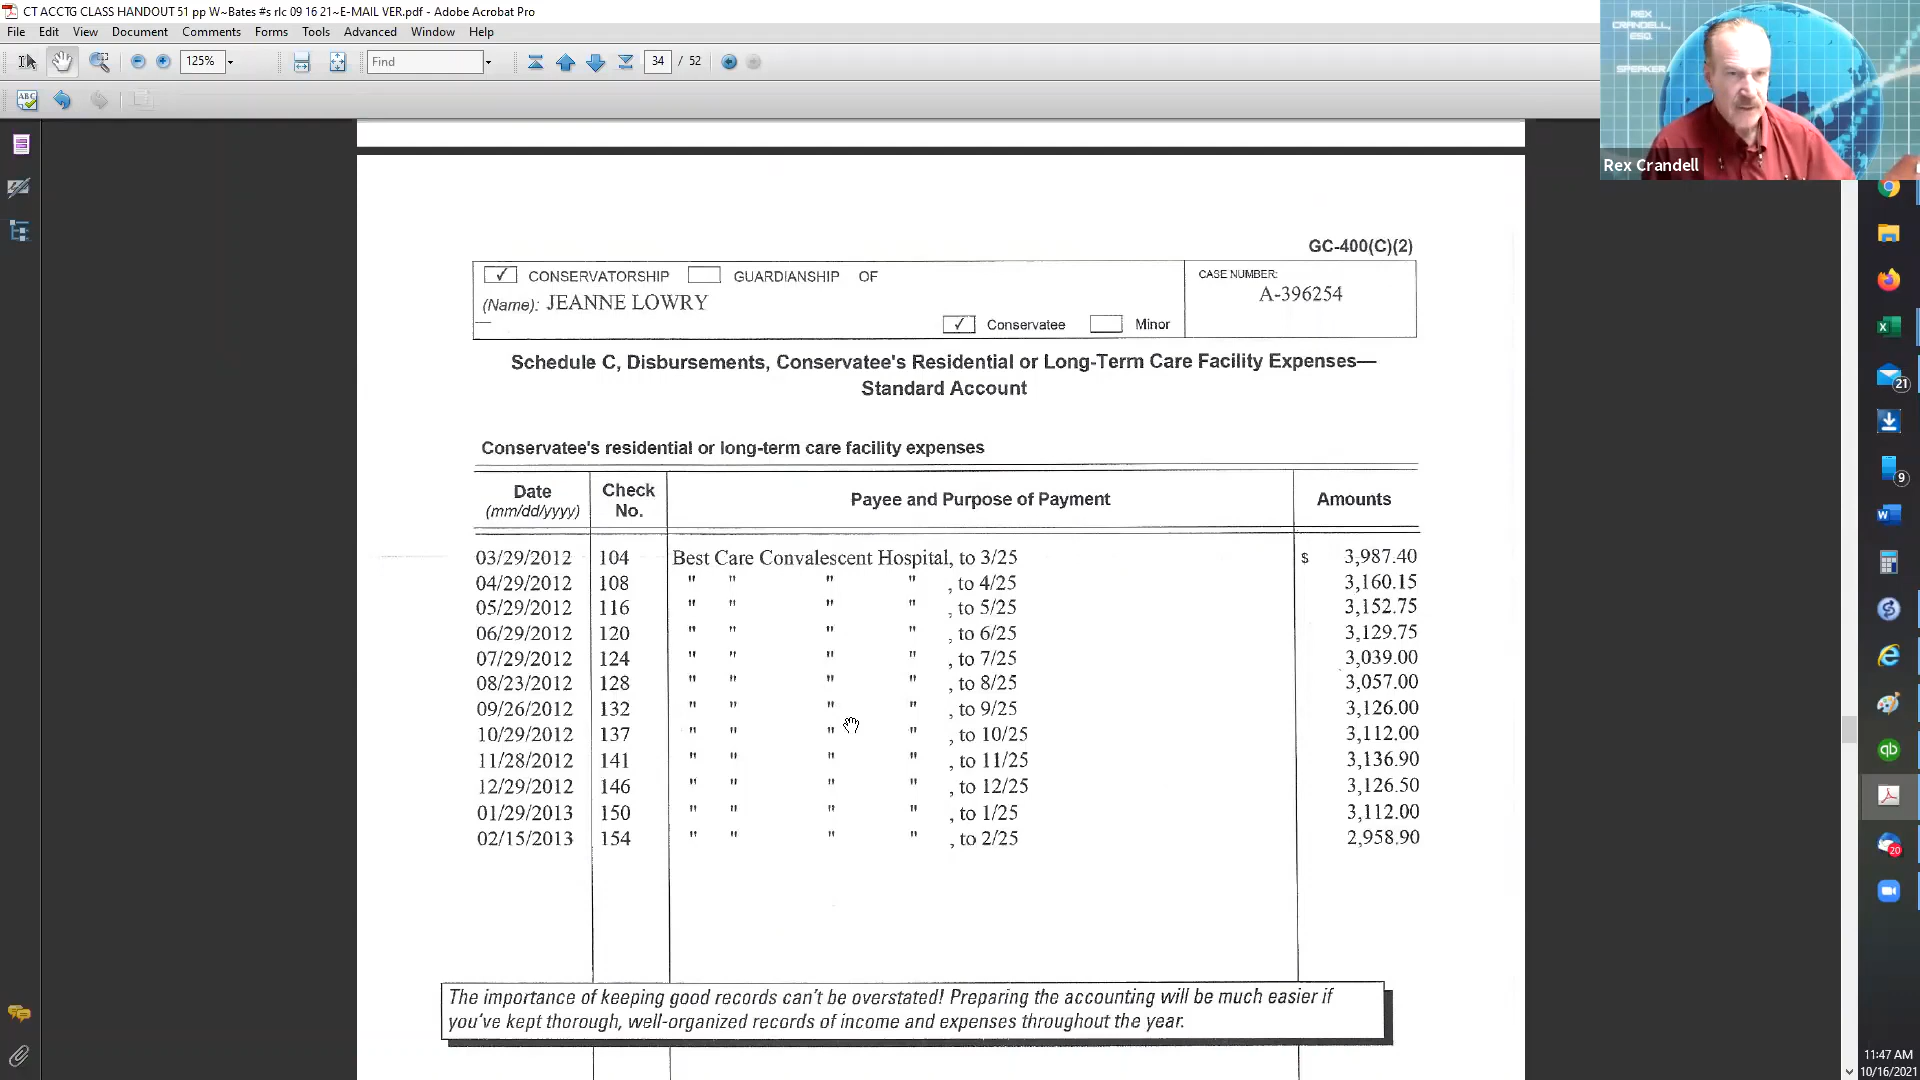 CT ACCTG CLASS HANDOUT 51 pp W~Bates #s rlc 09 16 21~E-MAIL VER.pdf - Adobe Acrobat Pro
File Edit View Document Comments Forms Tools Advanced Window Help
125% Find 34 / 52
REX
CRANDELL,
ESQ.
SPEAKER
Rex Crandell
GC-400(C)(2)
✓ CONSERVATORSHIP GUARDIANSHIP OF
(Name): JEANNE LOWRY
✓ Conservatee Minor
CASE NUMBER:
A-396254
Schedule C, Disbursements, Conservatee's Residential or Long-Term Care Facility Expenses—
Standard Account
Conservatee's residential or long-term care facility expenses
Date (mm/dd/yyyy) Check No. Payee and Purpose of Payment Amounts
03/29/2012 104 Best Care Convalescent Hospital, to 3/25 $ 3,987.40
04/29/2012 108 " " " " , to 4/25 3,160.15
05/29/2012 116 " " " " , to 5/25 3,152.75
06/29/2012 120 " " " " , to 6/25 3,129.75
07/29/2012 124 " " " " , to 7/25 3,039.00
08/23/2012 128 " " " " , to 8/25 3,057.00
09/26/2012 132 " " " " , to 9/25 3,126.00
10/29/2012 137 " " " " , to 10/25 3,112.00
11/28/2012 141 " " " " , to 11/25 3,136.90
12/29/2012 146 " " " " , to 12/25 3,126.50
01/29/2013 150 " " " " , to 1/25 3,112.00
02/15/2013 154 " " " " , to 2/25 2,958.90
The importance of keeping good records can't be overstated! Preparing the accounting will be much easier if
you've kept thorough, well-organized records of income and expenses throughout the year.
21
9
20
11:47 AM
10/16/2021